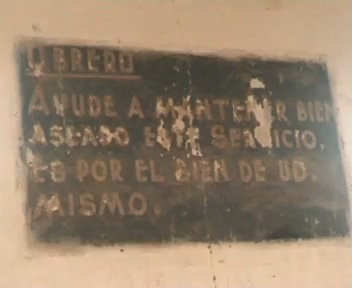 OBRERO
AYUDE A MANTENER BIEN
ASEADO ESTE SERVICIO,
ES POR EL BIEN DE UD.
MISMO.